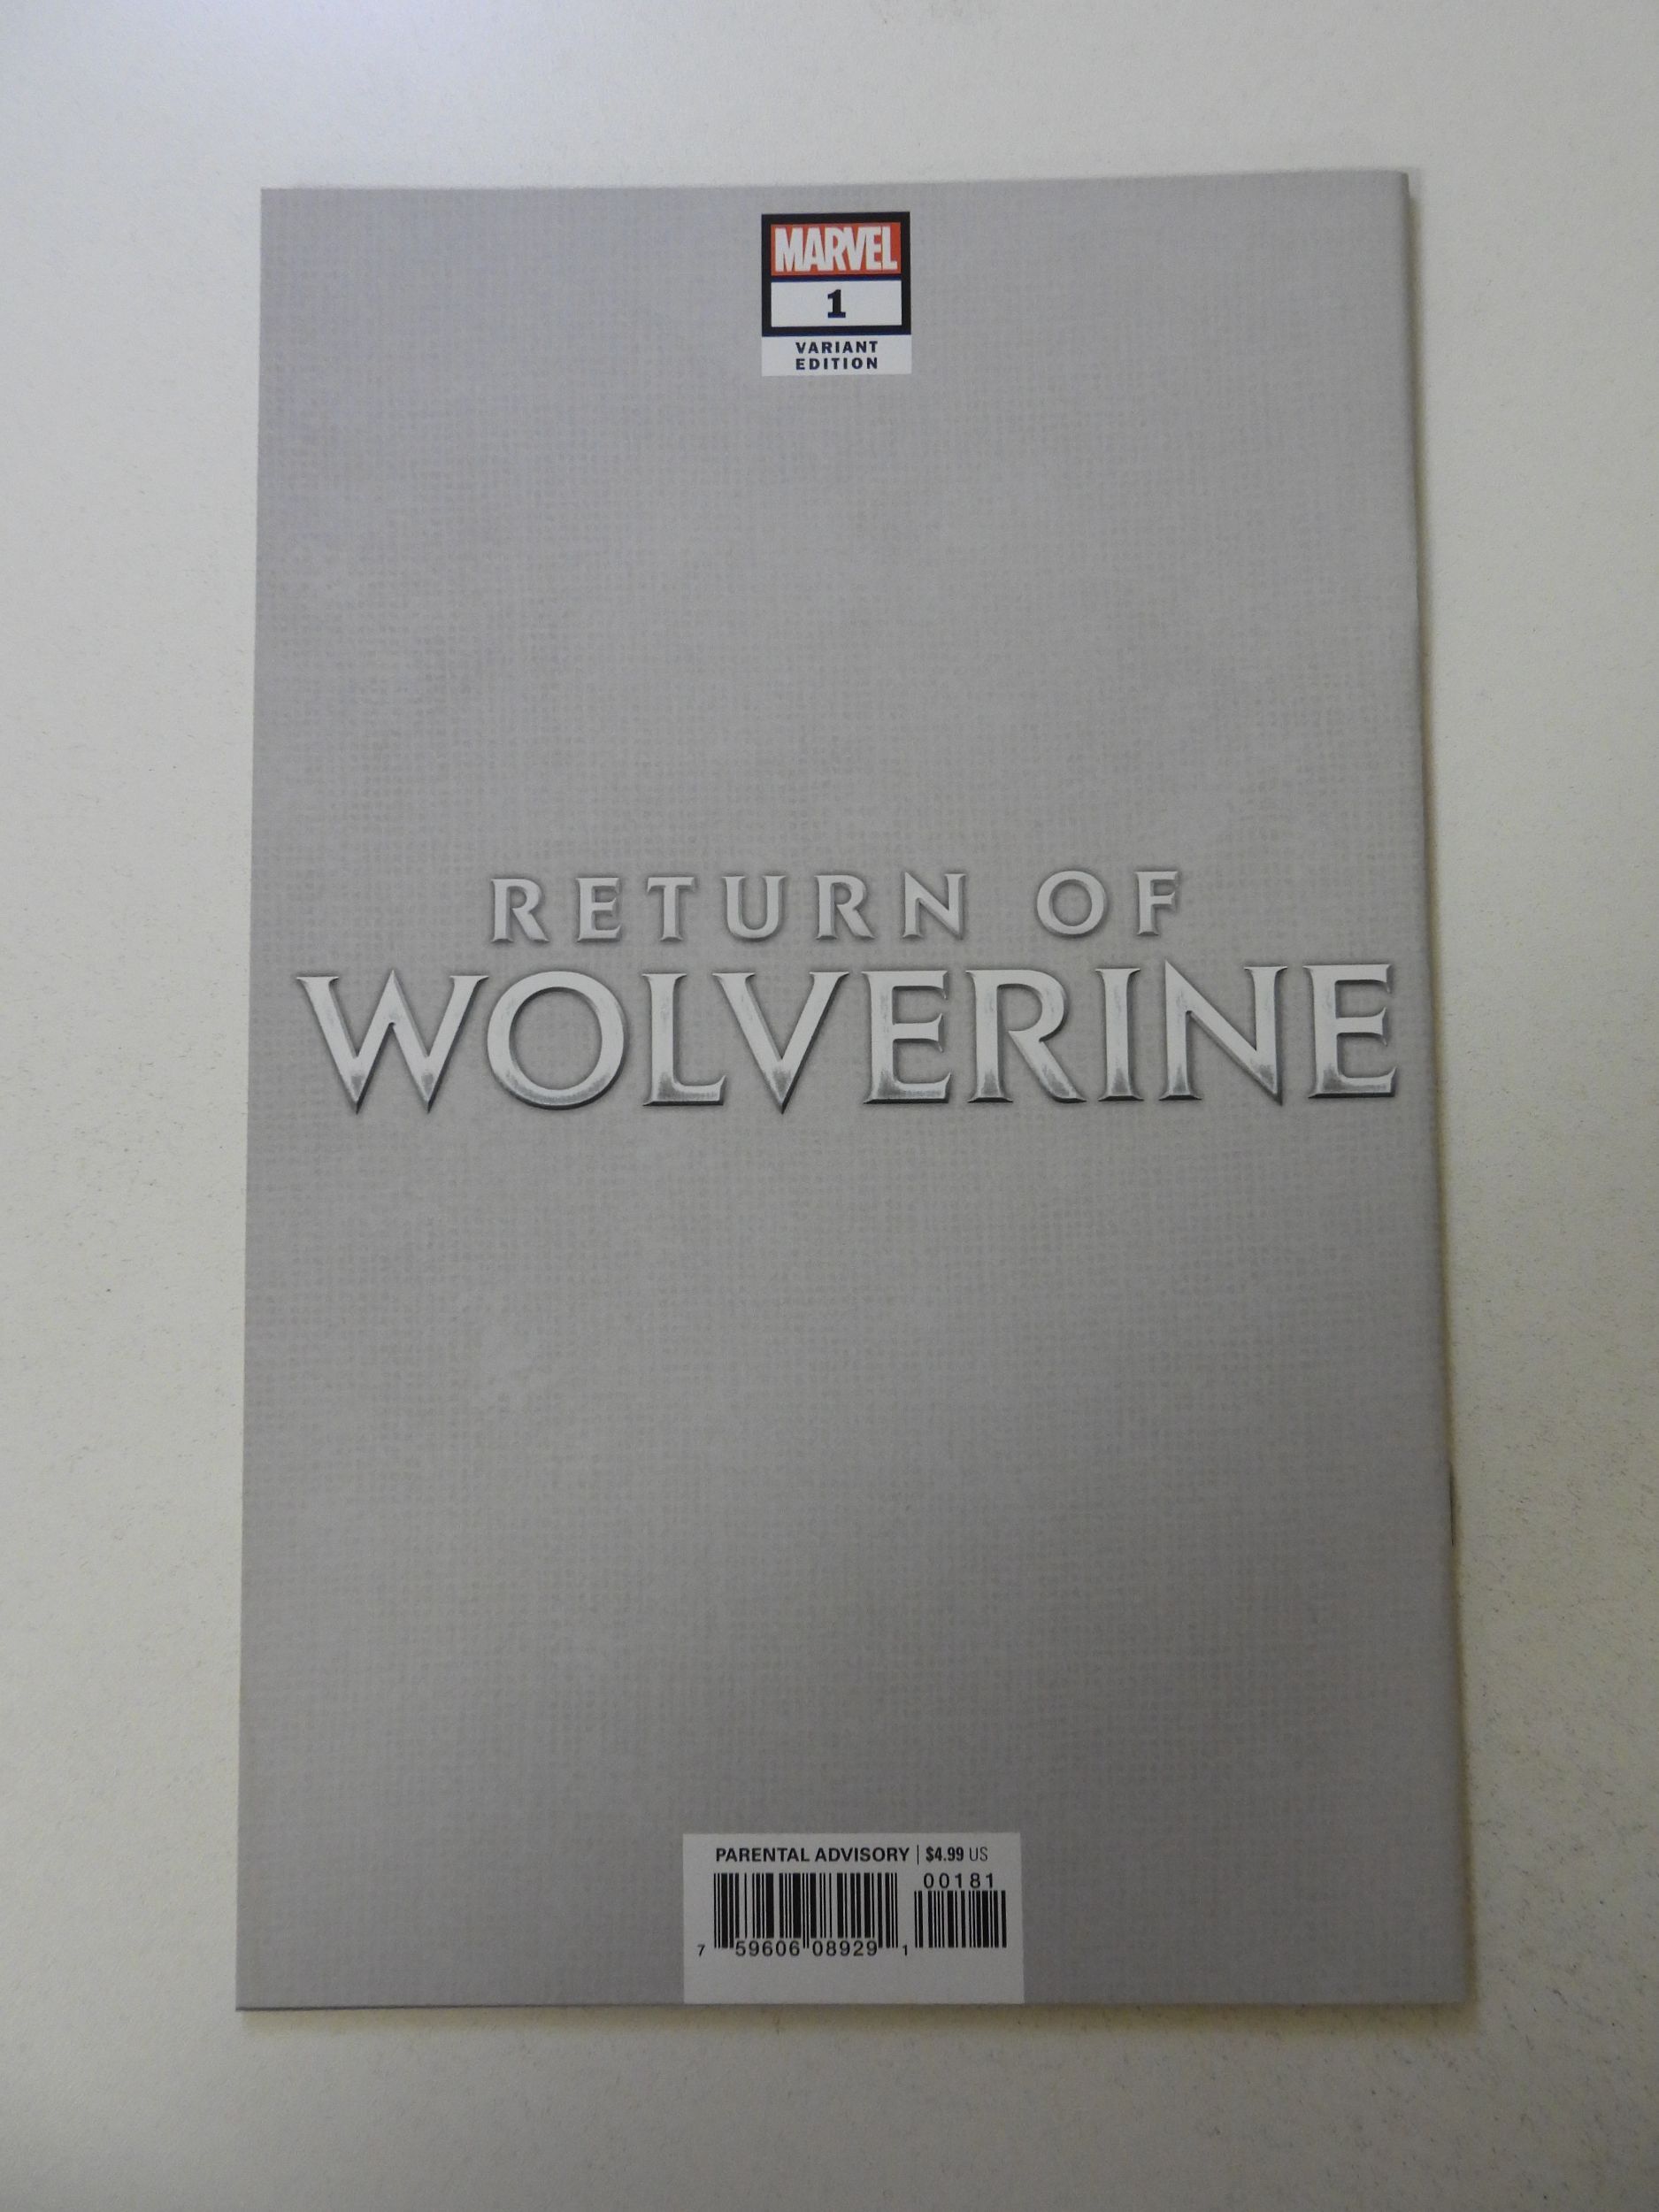 MARVEL
1
VARIANT
EDITION
RETURN OF
WOLVERINE
PARENTAL ADVISORY | $4.99 US
00181
7 59606 08929 1